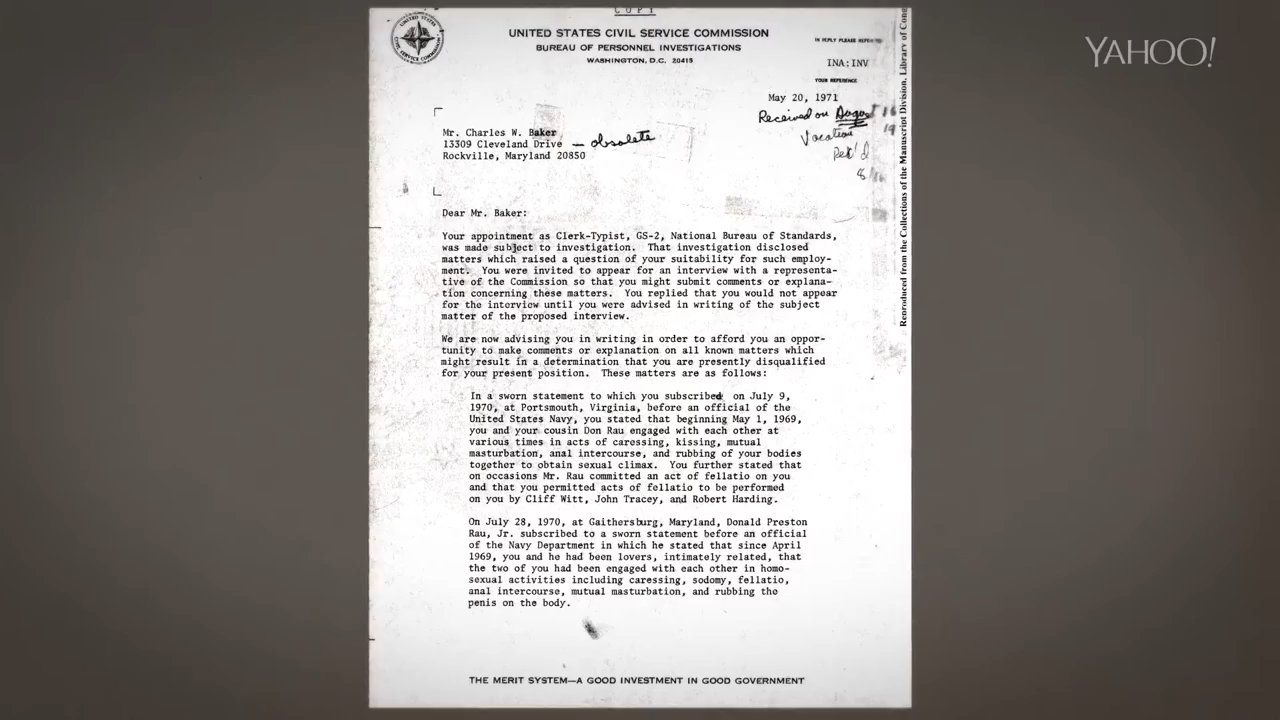 COPY
UNITED STATES CIVIL SERVICE COMMISSION
BUREAU OF PERSONNEL INVESTIGATIONS
WASHINGTON, D.C. 20415
IN REPLY PLEASE REFER TO
INA:INV
YOUR REFERENCE
YAHOO!
May 20, 1971
Received on August 16
Vacation 19
Ret'd
8/16
Mr. Charles W. Baker
13309 Cleveland Drive — obsolete
Rockville, Maryland 20850
Dear Mr. Baker:
Your appointment as Clerk-Typist, GS-2, National Bureau of Standards,
was made subject to investigation. That investigation disclosed
matters which raised a question of your suitability for such employ-
ment. You were invited to appear for an interview with a representa-
tive of the Commission so that you might submit comments or explana-
tion concerning these matters. You replied that you would not appear
for the interview until you were advised in writing of the subject
matter of the proposed interview.
We are now advising you in writing in order to afford you an oppor-
tunity to make comments or explanation on all known matters which
might result in a determination that you are presently disqualified
for your present position. These matters are as follows:
In a sworn statement to which you subscribed on July 9,
1970, at Portsmouth, Virginia, before an official of the
United States Navy, you stated that beginning May 1, 1969,
you and your cousin Don Rau engaged with each other at
various times in acts of caressing, kissing, mutual
masturbation, anal intercourse, and rubbing of your bodies
together to obtain sexual climax. You further stated that
on occasions Mr. Rau committed an act of fellatio on you
and that you permitted acts of fellatio to be performed
on you by Cliff Witt, John Tracey, and Robert Harding.
On July 28, 1970, at Gaithersburg, Maryland, Donald Preston
Rau, Jr. subscribed to a sworn statement before an official
of the Navy Department in which he stated that since April
1969, you and he had been lovers, intimately related, that
the two of you had been engaged with each other in homo-
sexual activities including caressing, sodomy, fellatio,
anal intercourse, mutual masturbation, and rubbing the
penis on the body.
THE MERIT SYSTEM—A GOOD INVESTMENT IN GOOD GOVERNMENT
Reproduced from the Collections of the Manuscript Division, Library of Cong